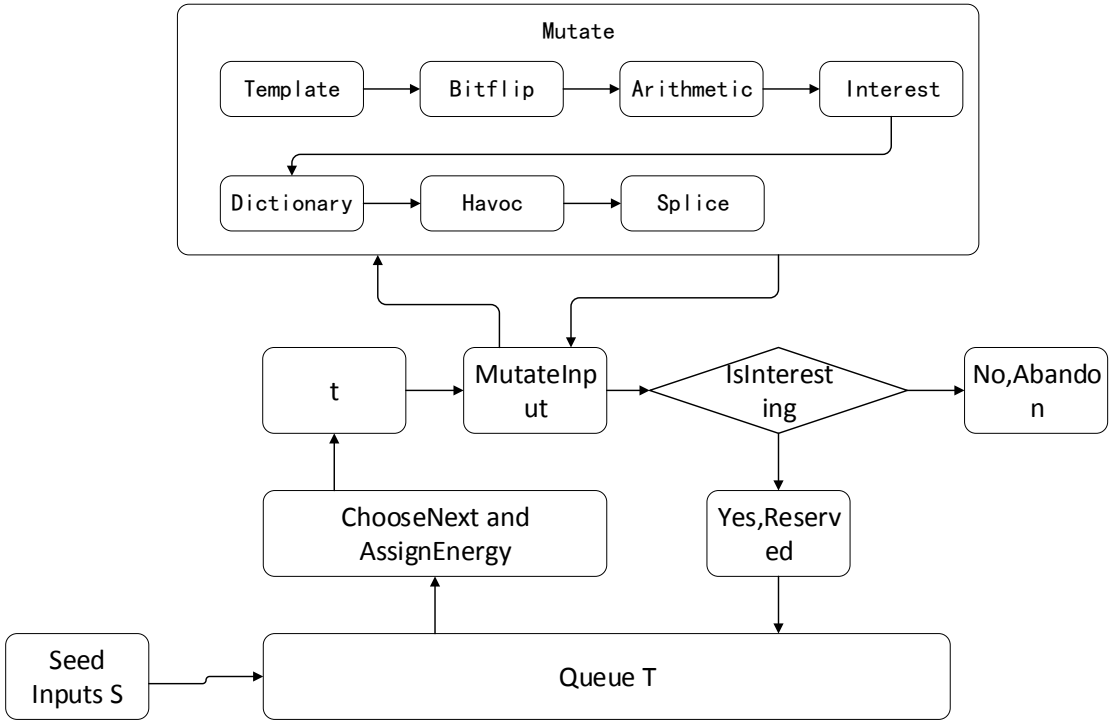 Mutate
Template
Bitflip
Arithmetic
Interest
Dictionary
Havoc
Splice
t
MutateInp
ut
IsInterest
ing
No,Abando
n
ChooseNext and
AssignEnergy
Yes,Reserv
ed
Seed
Inputs S
Queue T